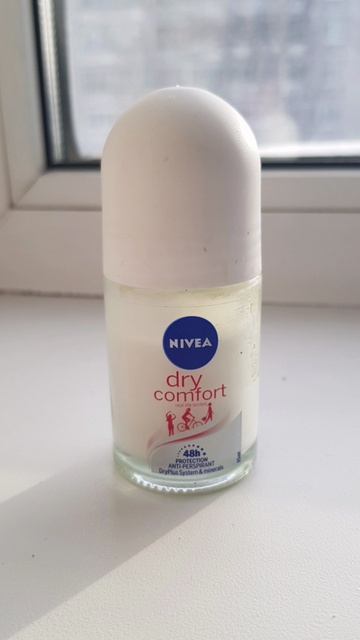 NIVEA
dry
comfort
48h
PROTECTION
ANTI-PERSPIRANT
DryPlus System & minerals